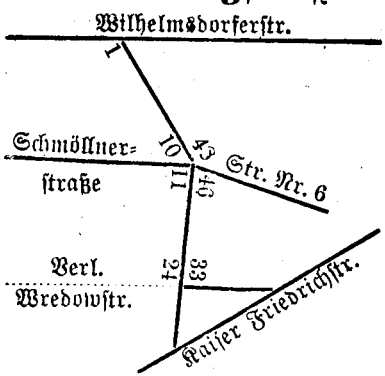 Wilhelmsdorferstr.
1
Schmöllner=
straße
10
43
Str. Nr. 6
11
46
Verl.
Wredowstr.
24
33
Kaiser Friedrichstr.